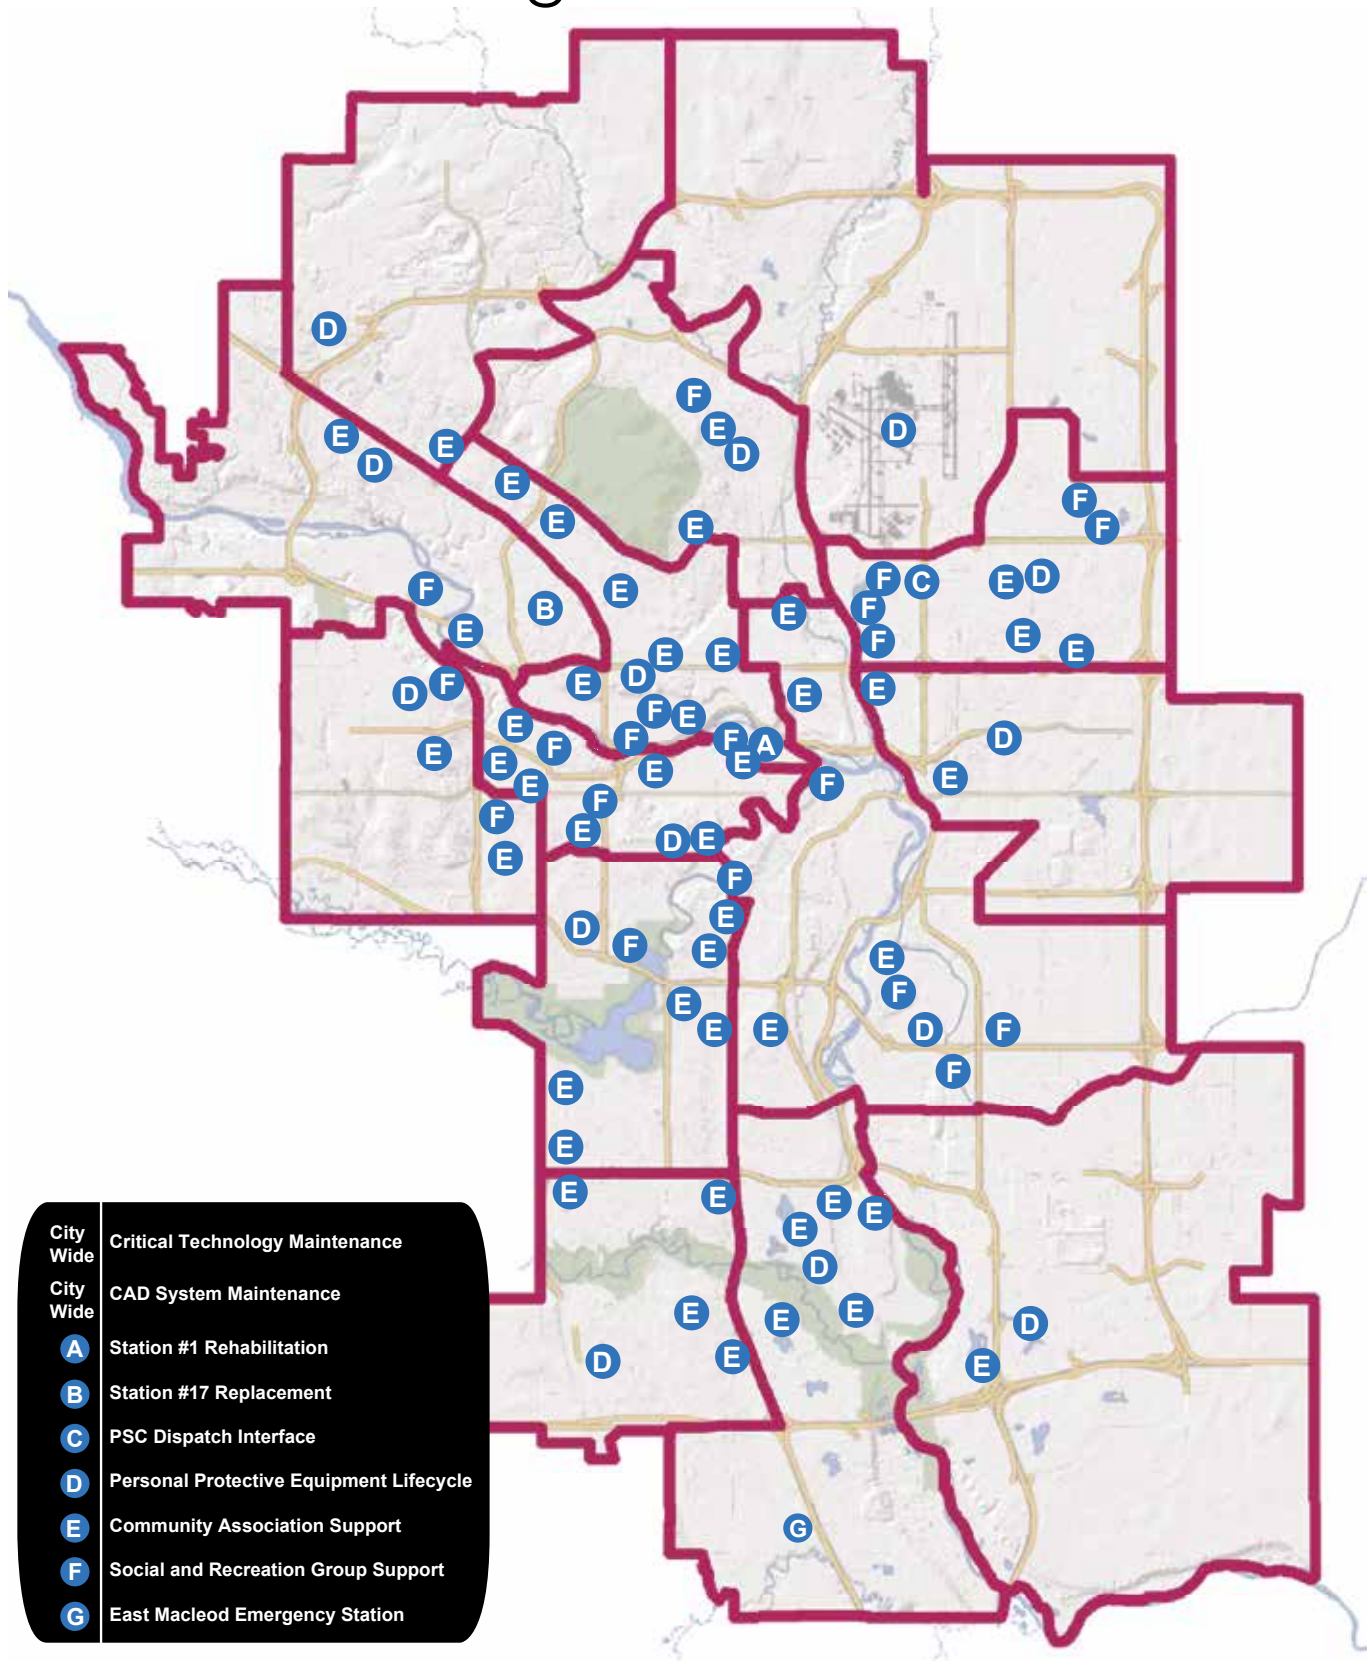 g
D
F
E
D
D
E
D
E
E
F
F
E
E
F
C
E
D
F
E
B
F
E
E
E
F
E
E
E
E
D
F
D
E
E
E
F
E
E
F
F
A
D
E
F
E
E
E
E
F
F
F
E
D
E
E
F
E
D
F
E
E
E
F
E
E
E
D
F
F
E
E
E
E
E
E
E
D
E
E
E
D
D
E
E
G
City Wide Critical Technology Maintenance
City Wide CAD System Maintenance
A Station #1 Rehabilitation
B Station #17 Replacement
C PSC Dispatch Interface
D Personal Protective Equipment Lifecycle
E Community Association Support
F Social and Recreation Group Support
G East Macleod Emergency Station